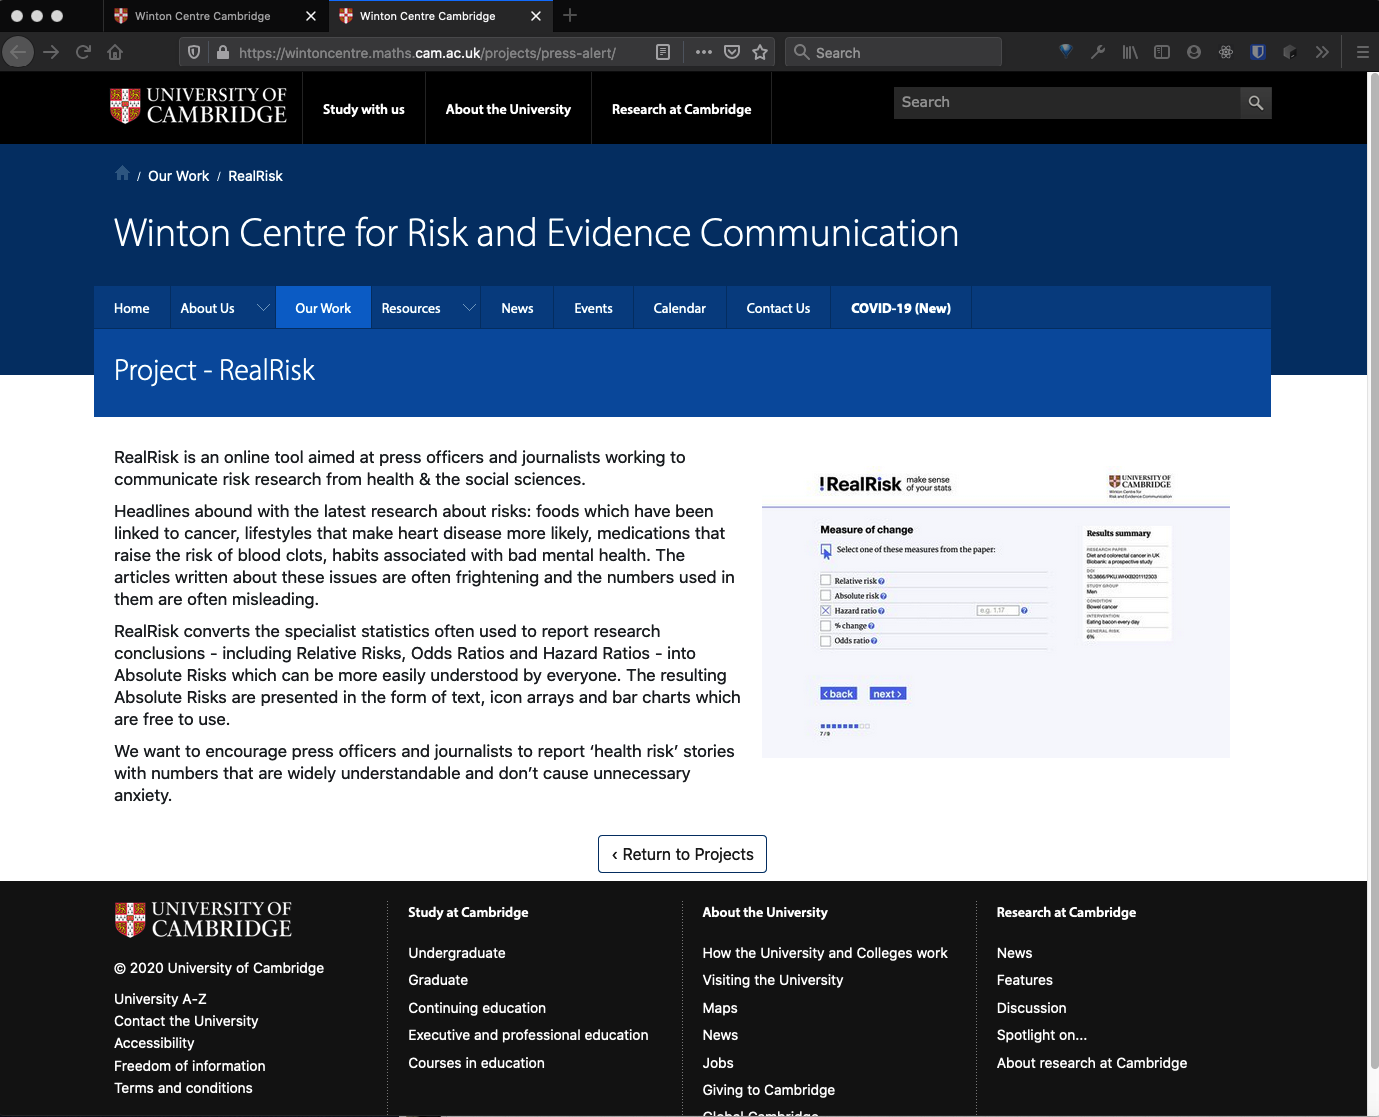 Winton Centre Cambridge
Winton Centre Cambridge
https://wintoncentre.maths.cam.ac.uk/projects/press-alert/
Search
UNIVERSITY OF
CAMBRIDGE
Study with us
About the University
Research at Cambridge
Search
/ Our Work / RealRisk
Winton Centre for Risk and Evidence Communication
Home
About Us
Our Work
Resources
News
Events
Calendar
Contact Us
COVID-19 (New)
Project - RealRisk
RealRisk is an online tool aimed at press officers and journalists working to
communicate risk research from health & the social sciences.
Headlines abound with the latest research about risks: foods which have been
linked to cancer, lifestyles that make heart disease more likely, medications that
raise the risk of blood clots, habits associated with bad mental health. The
articles written about these issues are often frightening and the numbers used in
them are often misleading.
RealRisk converts the specialist statistics often used to report research
conclusions - including Relative Risks, Odds Ratios and Hazard Ratios - into
Absolute Risks which can be more easily understood by everyone. The resulting
Absolute Risks are presented in the form of text, icon arrays and bar charts which
are free to use.
We want to encourage press officers and journalists to report ‘health risk’ stories
with numbers that are widely understandable and don’t cause unnecessary
anxiety.
!RealRisk make sense
of your stats
UNIVERSITY OF
CAMBRIDGE
Winton Centre for
Risk and Evidence Communication
Measure of change
Select one of these measures from the paper:
Relative risk ?
Absolute risk ?
Hazard ratio ?
e.g. 1.17 ?
% change ?
Odds ratio ?
‹ back
next ›
7 / 9
Results summary
RESEARCH PAPER
Diet and colorectal cancer in UK
Biobank: a prospective study
DOI
10.3866/PKU.WHXB201112303
STUDY GROUP
Men
CONDITION
Bowel cancer
INTERVENTION
Eating bacon every day
GENERAL RISK
6%
‹ Return to Projects
UNIVERSITY OF
CAMBRIDGE
© 2020 University of Cambridge
University A-Z
Contact the University
Accessibility
Freedom of information
Terms and conditions
Study at Cambridge
Undergraduate
Graduate
Continuing education
Executive and professional education
Courses in education
About the University
How the University and Colleges work
Visiting the University
Maps
News
Jobs
Giving to Cambridge
Global Cambridge
Research at Cambridge
News
Features
Discussion
Spotlight on...
About research at Cambridge